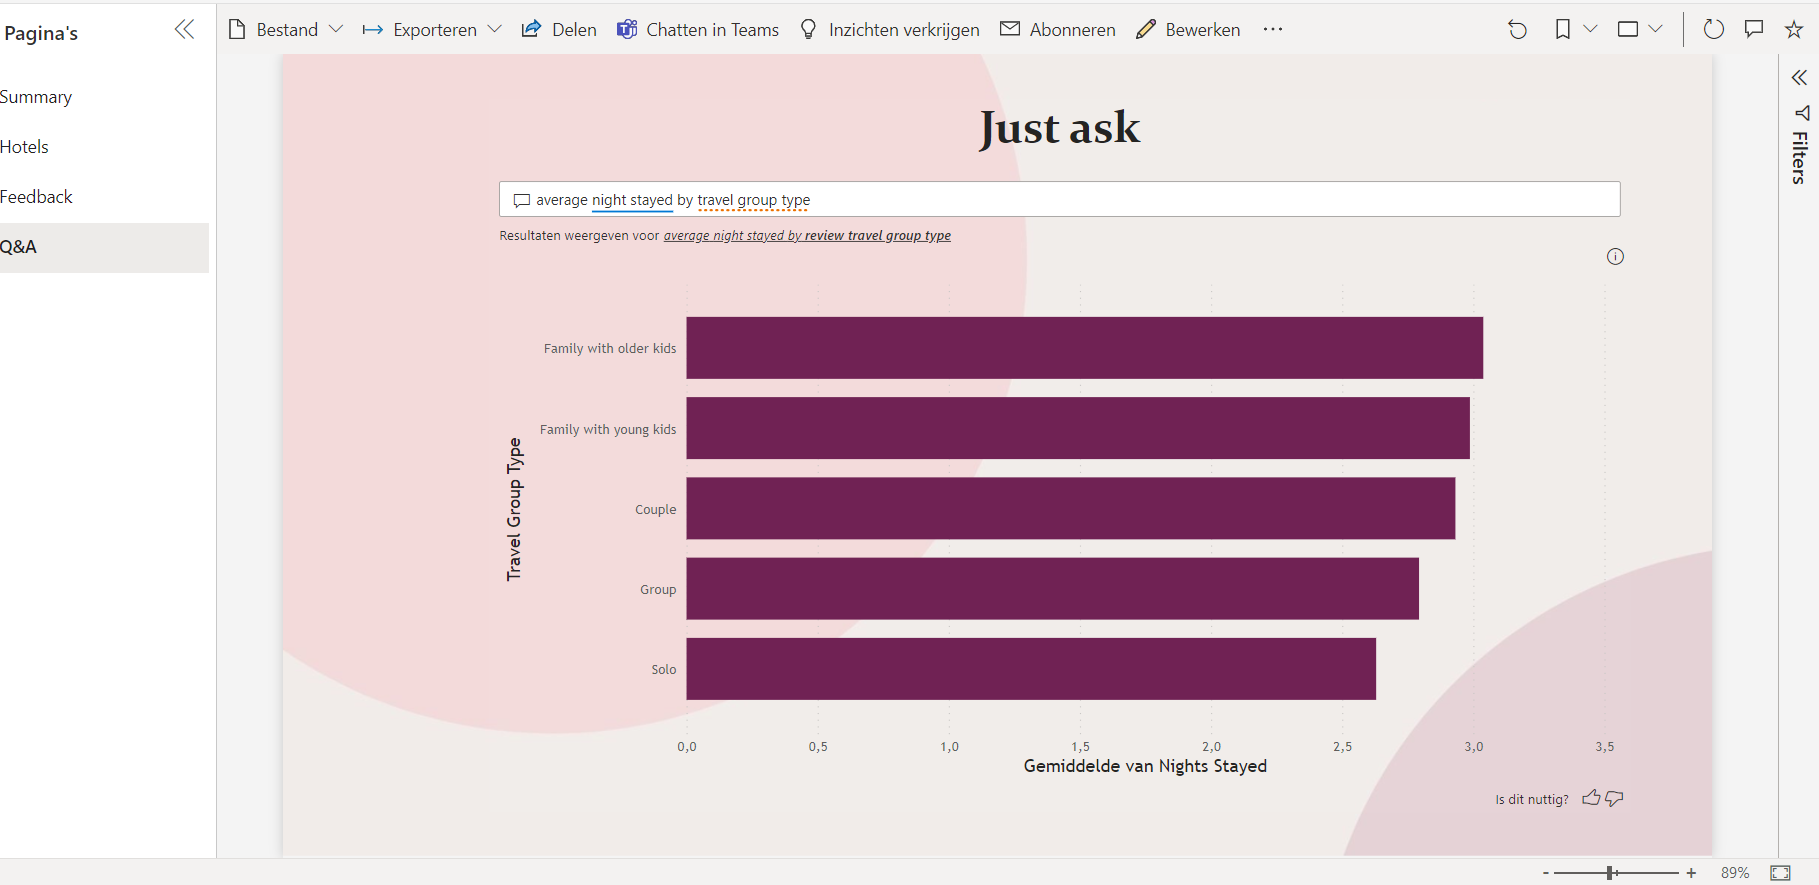 Pagina's
Bestand
Exporteren
Delen
Chatten in Teams
Inzichten verkrijgen
Abonneren
Bewerken
Summary
Hotels
Feedback
Q&A
Filters
Just ask
average night stayed by travel group type
Resultaten weergeven voor average night stayed by review travel group type
Travel Group Type
Family with older kids
Family with young kids
Couple
Group
Solo
0,0 0,5 1,0 1,5 2,0 2,5 3,0 3,5
Gemiddelde van Nights Stayed
Is dit nuttig?
- + 89%